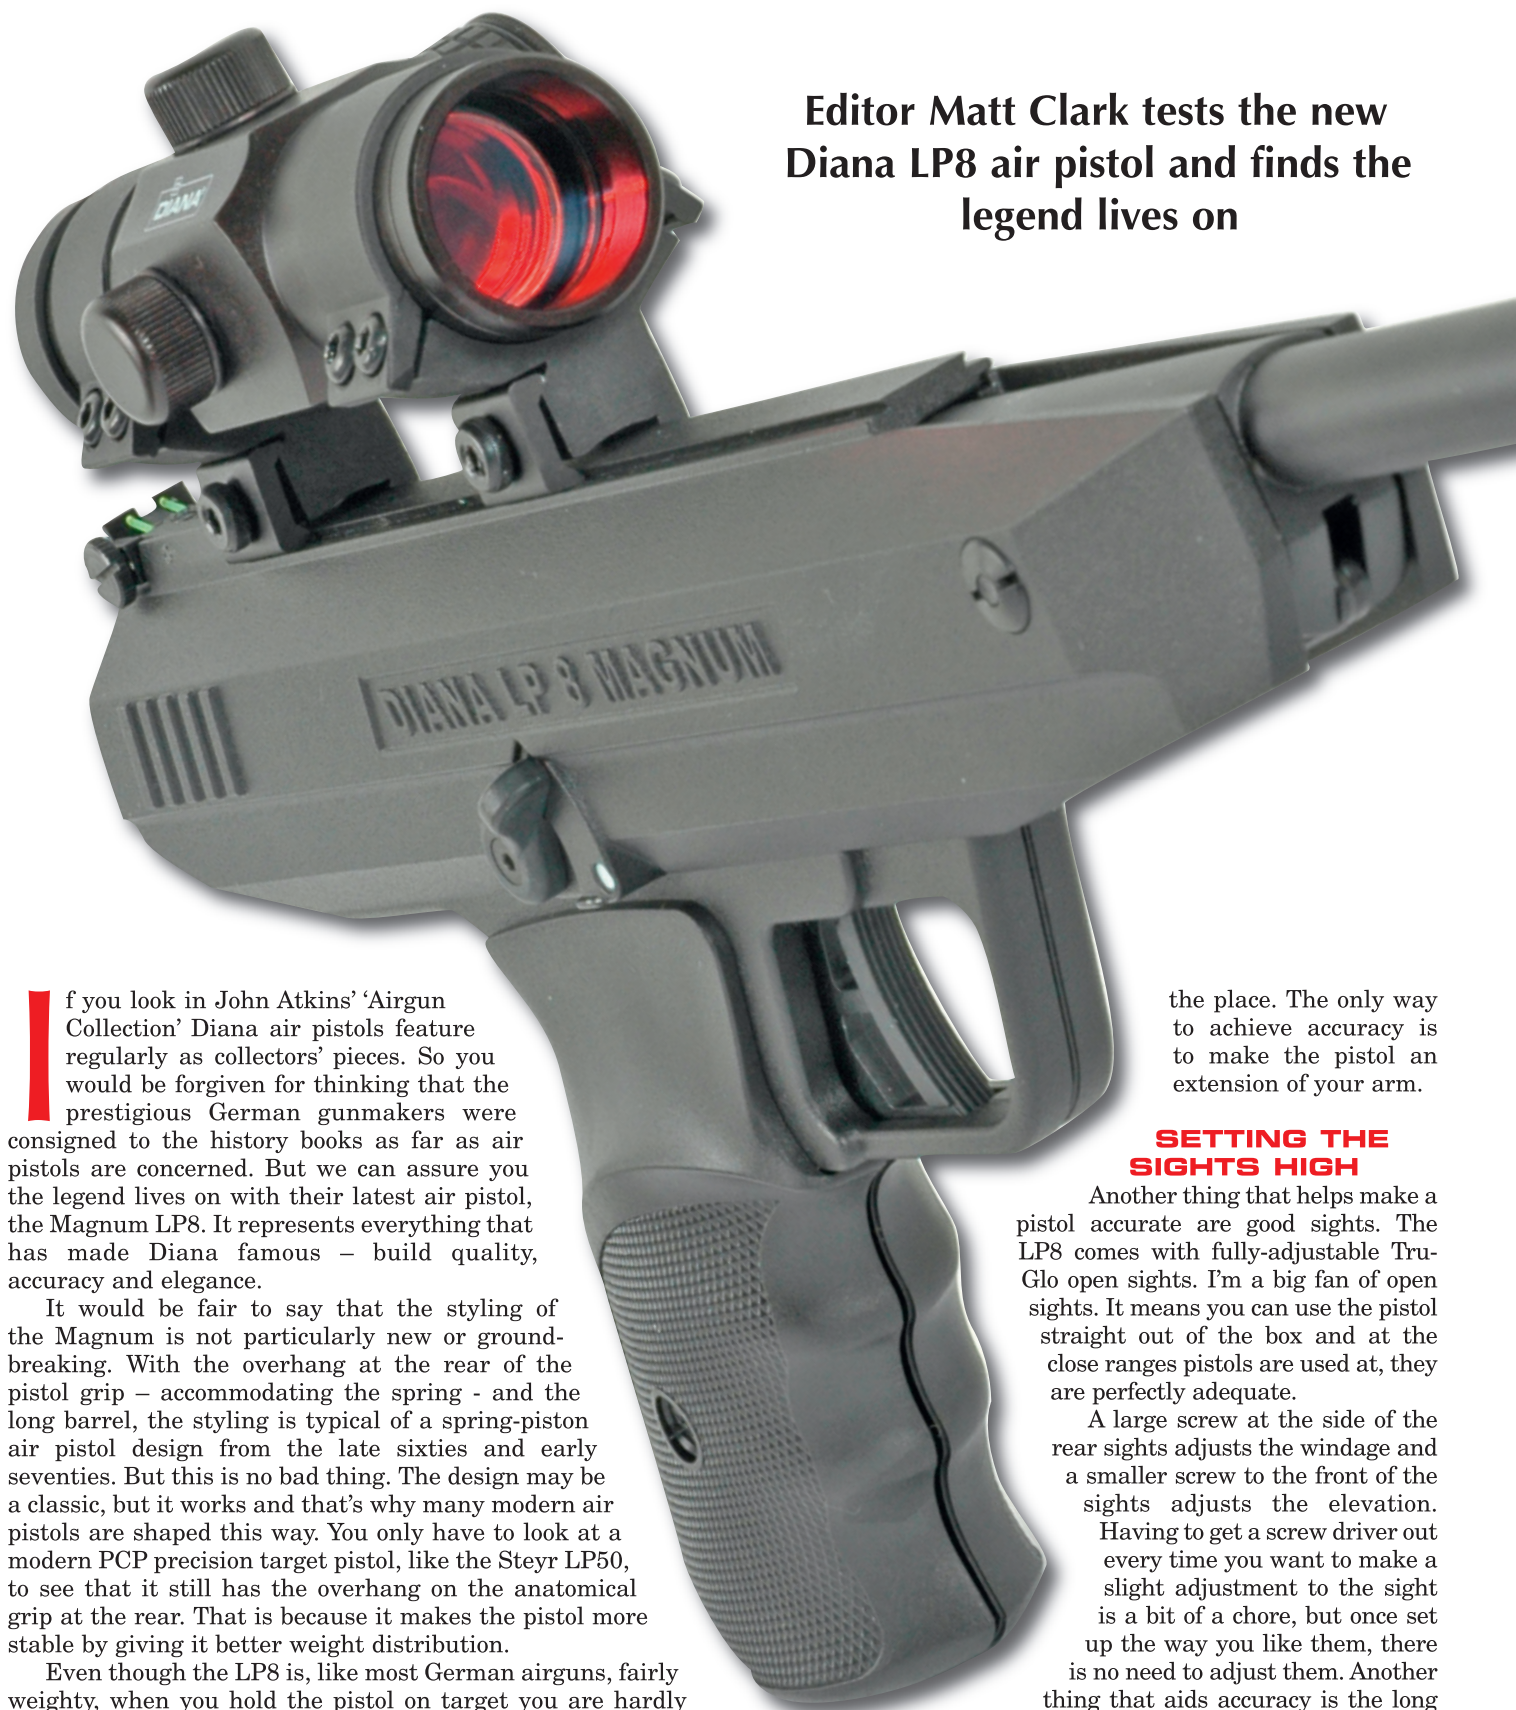 Editor Matt Clark tests the new
Diana LP8 air pistol and finds the
legend lives on
DIANA
DIANA LP 8 MAGNUM
If you look in John Atkins’ ‘Airgun
Collection’ Diana air pistols feature
regularly as collectors’ pieces. So you
would be forgiven for thinking that the
prestigious German gunmakers were
consigned to the history books as far as air
pistols are concerned. But we can assure you
the legend lives on with their latest air pistol,
the Magnum LP8. It represents everything that
has made Diana famous – build quality,
accuracy and elegance.
It would be fair to say that the styling of
the Magnum is not particularly new or ground-
breaking. With the overhang at the rear of the
pistol grip – accommodating the spring - and the
long barrel, the styling is typical of a spring-piston
air pistol design from the late sixties and early
seventies. But this is no bad thing. The design may be
a classic, but it works and that’s why many modern air
pistols are shaped this way. You only have to look at a
modern PCP precision target pistol, like the Steyr LP50,
to see that it still has the overhang on the anatomical
grip at the rear. That is because it makes the pistol more
stable by giving it better weight distribution.
Even though the LP8 is, like most German airguns, fairly
weighty, when you hold the pistol on target you are hardly
the place. The only way
to achieve accuracy is
to make the pistol an
extension of your arm.
SETTING THE
SIGHTS HIGH
Another thing that helps make a
pistol accurate are good sights. The
LP8 comes with fully-adjustable Tru-
Glo open sights. I’m a big fan of open
sights. It means you can use the pistol
straight out of the box and at the
close ranges pistols are used at, they
are perfectly adequate.
A large screw at the side of the
rear sights adjusts the windage and
a smaller screw to the front of the
sights adjusts the elevation.
Having to get a screw driver out
every time you want to make a
slight adjustment to the sight
is a bit of a chore, but once set
up the way you like them, there
is no need to adjust them. Another
thing that aids accuracy is the long